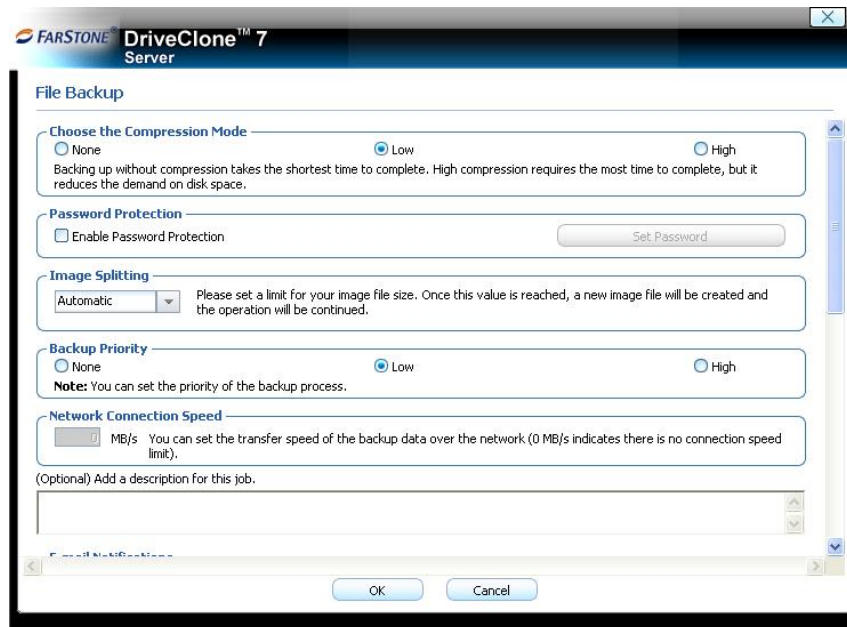 FARSTONE® DriveClone™ 7
Server
File Backup
Choose the Compression Mode
None Low High
Backing up without compression takes the shortest time to complete. High compression requires the most time to complete, but it
reduces the demand on disk space.
Password Protection
Enable Password Protection Set Password
Image Splitting
Automatic
Please set a limit for your image file size. Once this value is reached, a new image file will be created and
the operation will be continued.
Backup Priority
None Low High
Note: You can set the priority of the backup process.
Network Connection Speed
0 MB/s You can set the transfer speed of the backup data over the network (0 MB/s indicates there is no connection speed
limit).
(Optional) Add a description for this job.
E-mail Notifications
OK Cancel